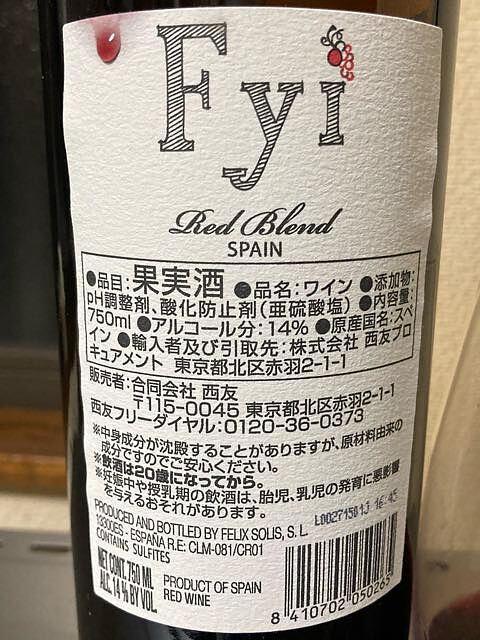 Fyi
Red Blend
SPAIN
●品目:果実酒 ●品名:ワイン ●添加物:
pH調整剤、酸化防止剤(亜硫酸塩) ●内容量:
750ml ●アルコール分:14% ●原産国名:スペ
イン ●輸入者及び引取先:株式会社 西友プロ
キュアメント 東京都北区赤羽2-1-1
販売者:合同会社 西友
〒115-0045 東京都北区赤羽2-1-1
西友フリーダイヤル:0120-36-0373
※中身成分が沈殿することがありますが、原材料由来の
成分ですのでご安心ください。
※飲酒は20歳になってから。
※妊娠中や授乳期の飲酒は、胎児、乳児の発育に悪影響
を与えるおそれがあります。
PRODUCED AND BOTTLED BY FELIX SOLIS, S. L.
13300ES - ESPAÑA R.E: CLM-081/CR01
CONTAINS SULFITES
L002715013 16:45
NET CONT. 750 ML
ALC 14 % BY VOL.
PRODUCT OF SPAIN
RED WINE
8 410702 050265